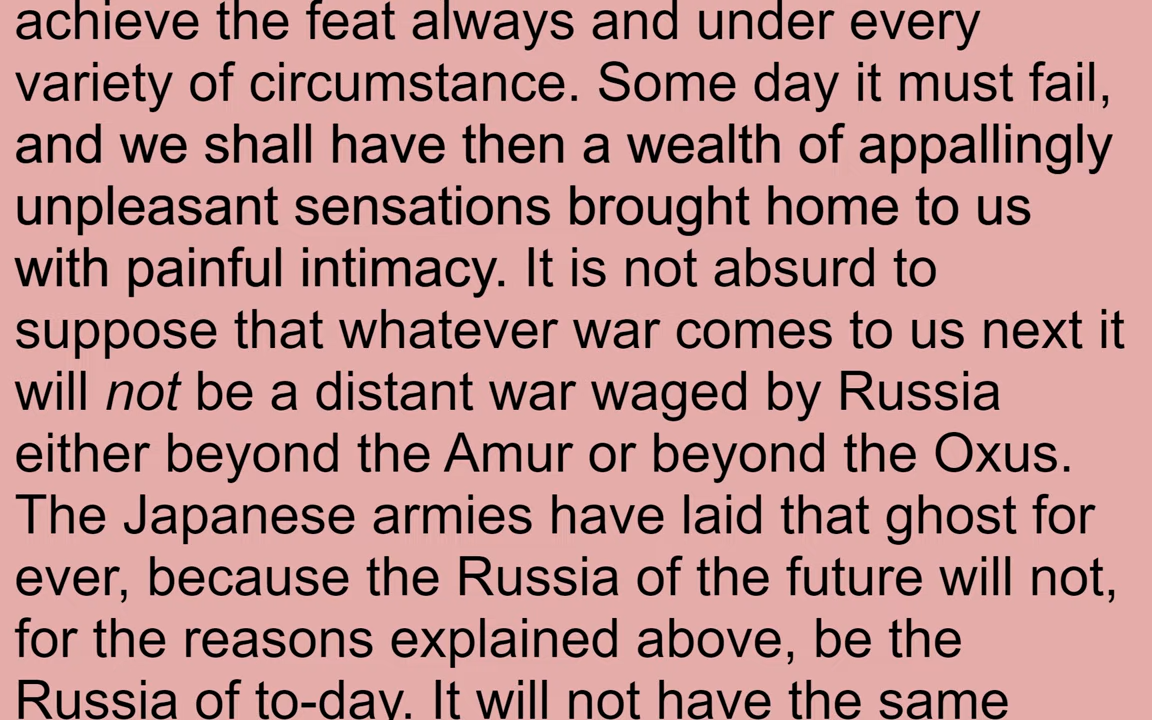 achieve the feat always and under every
variety of circumstance. Some day it must fail,
and we shall have then a wealth of appallingly
unpleasant sensations brought home to us
with painful intimacy. It is not absurd to
suppose that whatever war comes to us next it
will not be a distant war waged by Russia
either beyond the Amur or beyond the Oxus.
The Japanese armies have laid that ghost for
ever, because the Russia of the future will not,
for the reasons explained above, be the
Russia of to-day. It will not have the same